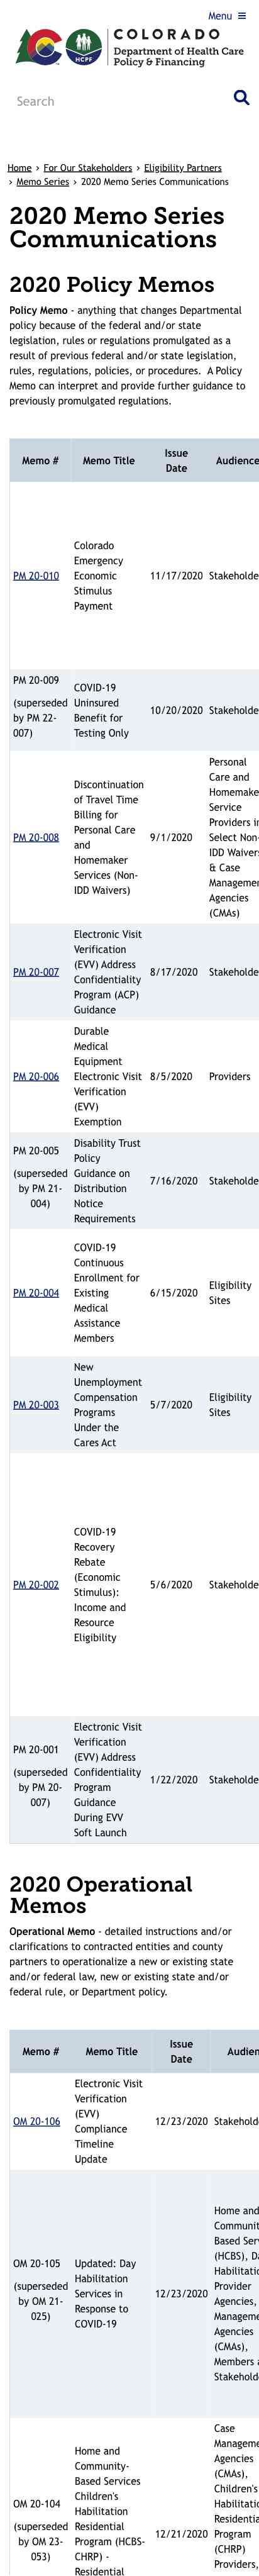 Menu ≡
COLORADO
Department of Health Care
Policy & Financing
CO
HCPF
Search
Home › For Our Stakeholders › Eligibility Partners
› Memo Series › 2020 Memo Series Communications
2020 Memo Series
Communications
2020 Policy Memos
Policy Memo - anything that changes Departmental
policy because of the federal and/or state
legislation, rules or regulations promulgated as a
result of previous federal and/or state legislation,
rules, regulations, policies, or procedures.  A Policy
Memo can interpret and provide further guidance to
previously promulgated regulations.
Memo #
Memo Title
Issue
Date
Audience
PM 20-010
Colorado
Emergency
Economic
Stimulus
Payment
11/17/2020
Stakeholde
PM 20-009
(superseded
by PM 22-
007)
COVID-19
Uninsured
Benefit for
Testing Only
10/20/2020
Stakeholde
PM 20-008
Discontinuation
of Travel Time
Billing for
Personal Care
and
Homemaker
Services (Non-
IDD Waivers)
9/1/2020
Personal
Care and
Homemake
Service
Providers in
Select Non-
IDD Waivers
& Case
Managemen
Agencies
(CMAs)
PM 20-007
Electronic Visit
Verification
(EVV) Address
Confidentiality
Program (ACP)
Guidance
8/17/2020
Stakeholde
PM 20-006
Durable
Medical
Equipment
Electronic Visit
Verification
(EVV)
Exemption
8/5/2020
Providers
PM 20-005
(superseded
by PM 21-
004)
Disability Trust
Policy
Guidance on
Distribution
Notice
Requirements
7/16/2020
Stakeholde
PM 20-004
COVID-19
Continuous
Enrollment for
Existing
Medical
Assistance
Members
6/15/2020
Eligibility
Sites
PM 20-003
New
Unemployment
Compensation
Programs
Under the
Cares Act
5/7/2020
Eligibility
Sites
PM 20-002
COVID-19
Recovery
Rebate
(Economic
Stimulus):
Income and
Resource
Eligibility
5/6/2020
Stakeholde
PM 20-001
(superseded
by PM 20-
007)
Electronic Visit
Verification
(EVV) Address
Confidentiality
Program
Guidance
During EVV
Soft Launch
1/22/2020
Stakeholde
2020 Operational
Memos
Operational Memo - detailed instructions and/or
clarifications to contracted entities and county
partners to operationalize a new or existing state
and/or federal law, new or existing state and/or
federal rule, or Department policy.
Memo #
Memo Title
Issue
Date
Audien
OM 20-106
Electronic Visit
Verification
(EVV)
Compliance
Timeline
Update
12/23/2020
Stakeholde
OM 20-105
(superseded
by OM 21-
025)
Updated: Day
Habilitation
Services in
Response to
COVID-19
12/23/2020
Home and
Communit
Based Serv
(HCBS), Da
Habilitatio
Provider
Agencies,
Manageme
Agencies
(CMAs),
Members a
Stakeholde
OM 20-104
(superseded
by OM 23-
053)
Home and
Community-
Based Services
Children's
Habilitation
Residential
Program (HCBS-
CHRP) -
Residential
12/21/2020
Case
Manageme
Agencies
(CMAs),
Children's
Habilitatio
Residentia
Program
(CHRP)
Providers,